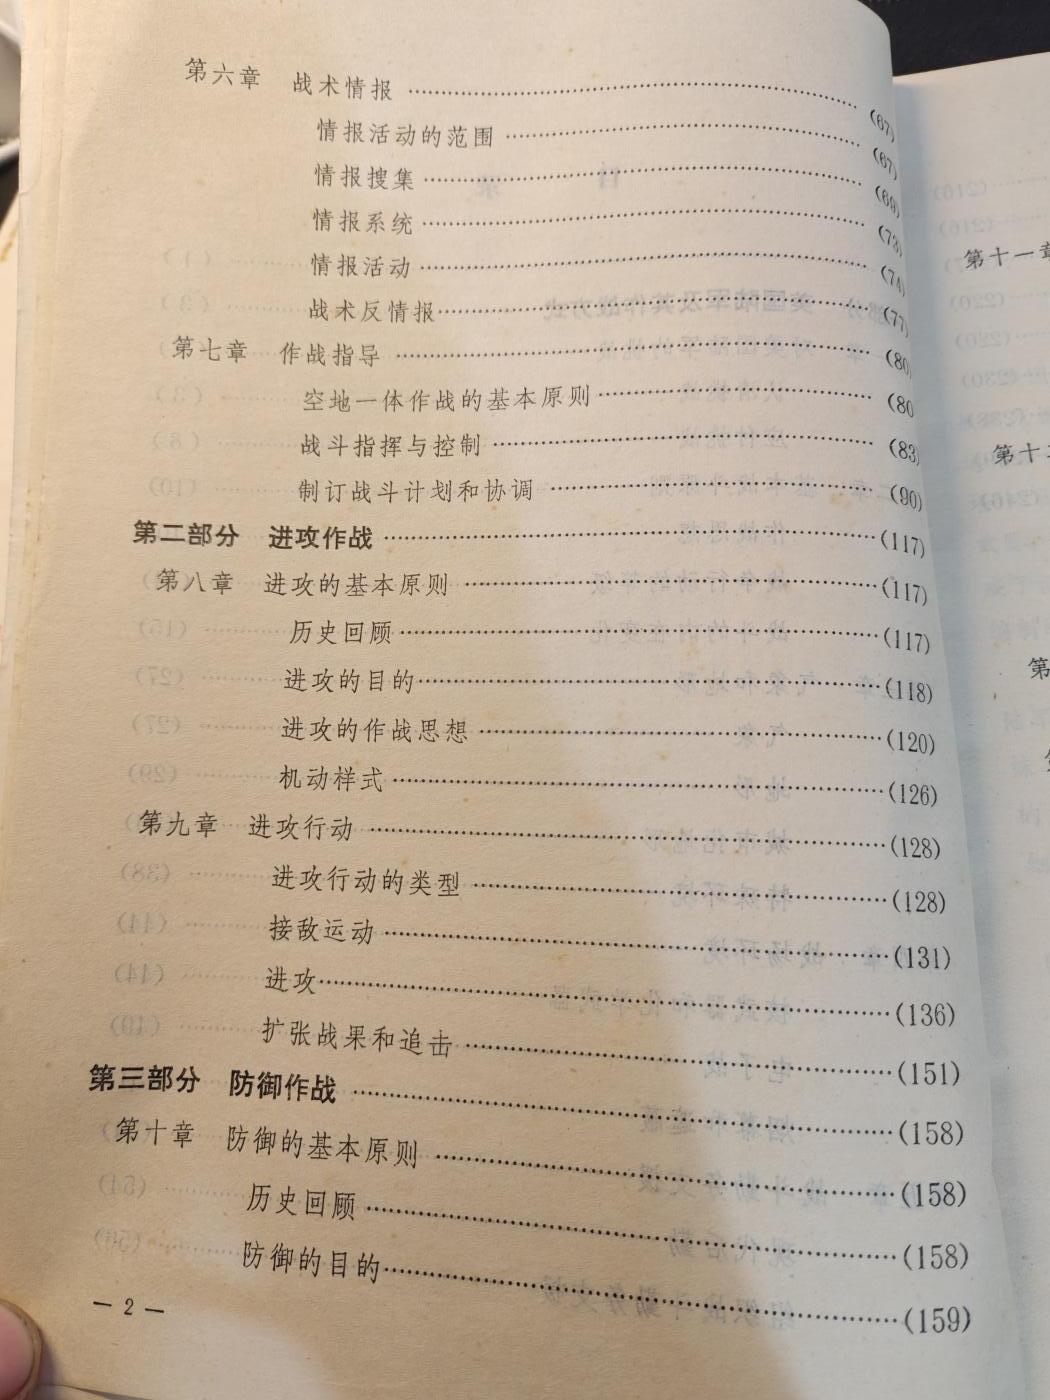 第六章 战术情报 ……(67)
情报活动的范围 ……(67)
情报搜集 ……(69)
情报系统 ……(73)
情报活动 ……(74)
战术反情报 ……(77)
第七章 作战指导 ……(80)
空地一体作战的基本原则 ……(80
战斗指挥与控制 ……(83)
制订战斗计划和协调 ……(90)
第二部分 进攻作战 ……(117)
第八章 进攻的基本原则 ……(117)
历史回顾 ……(117)
进攻的目的 ……(118)
进攻的作战思想 ……(120)
机动样式 ……(126)
第九章 进攻行动 ……(128)
进攻行动的类型 ……(128)
接敌运动 ……(131)
进攻 ……(136)
扩张战果和追击 ……(151)
第三部分 防御作战 ……(158)
第十章 防御的基本原则 ……(158)
历史回顾 ……(158)
防御的目的 ……(159)
— 2 —
第十一章
第十二
第